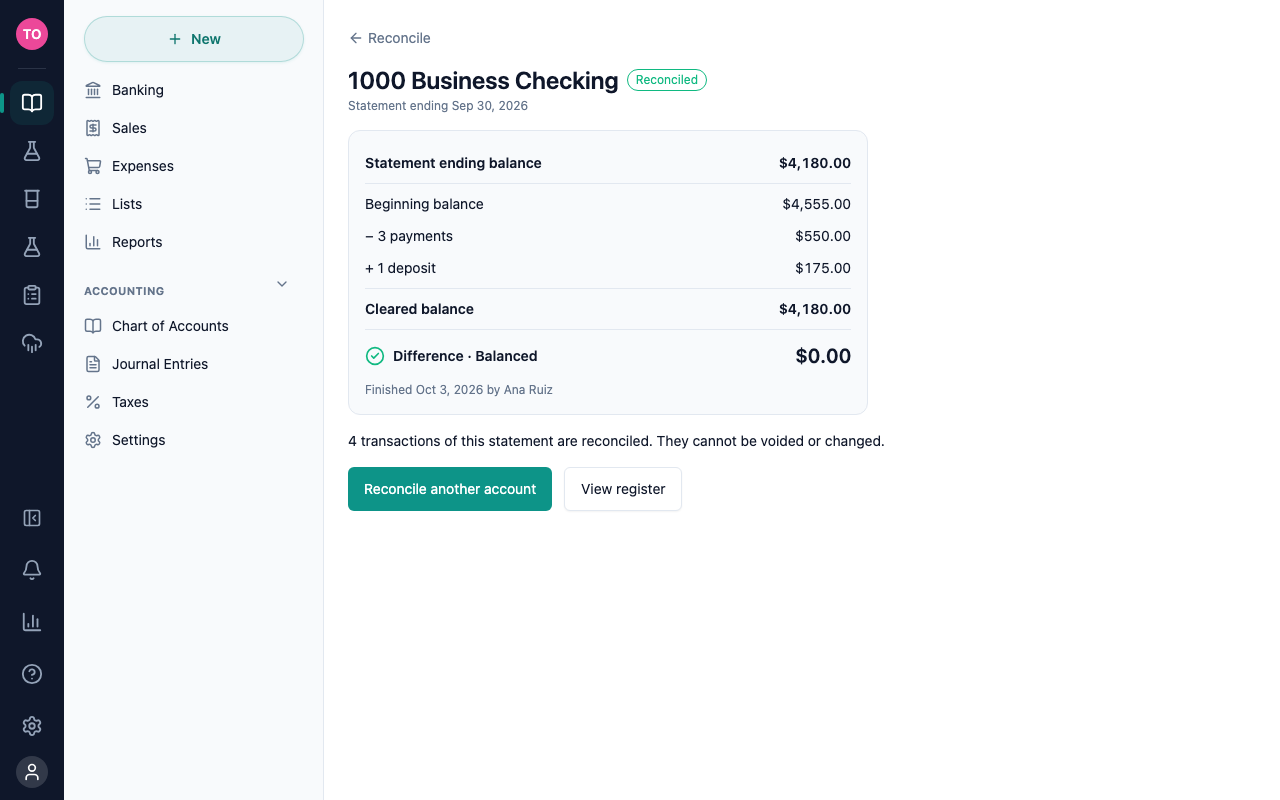 TO
New
Banking
Sales
Expenses
Lists
Reports
ACCOUNTING
Chart of Accounts
Journal Entries
Taxes
Settings
Reconcile
1000 Business Checking Reconciled
Statement ending Sep 30, 2026
Statement ending balance $4,180.00
Beginning balance $4,555.00
− 3 payments $550.00
+ 1 deposit $175.00
Cleared balance $4,180.00
Difference · Balanced $0.00
Finished Oct 3, 2026 by Ana Ruiz
4 transactions of this statement are reconciled. They cannot be voided or changed.
Reconcile another account View register